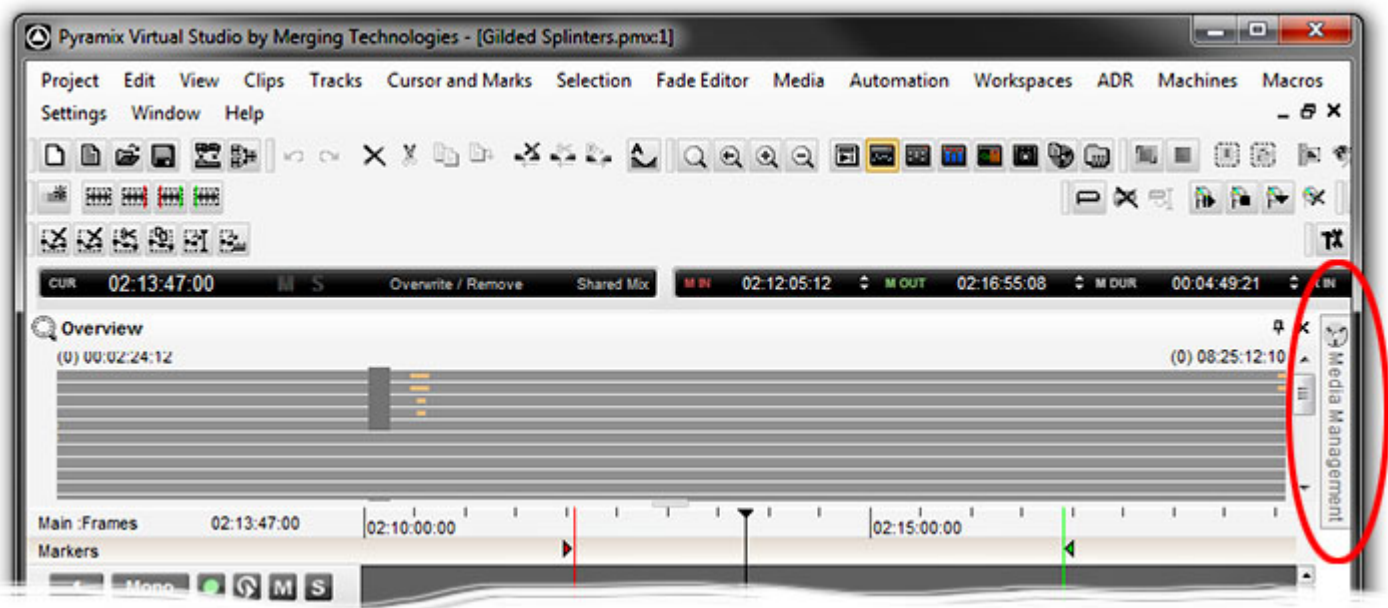 Pyramix Virtual Studio by Merging Technologies - [Gilded Splinters.pmx:1]
Project Edit View Clips Tracks Cursor and Marks Selection Fade Editor Media Automation Workspaces ADR Machines Macros
Settings Window Help
CUR 02:13:47:00 M S Overwrite / Remove Shared Mix M IN 02:12:05:12 M OUT 02:16:55:08 M DUR 00:04:49:21 IN
Overview
(0) 00:02:24:12 (0) 08:25:12:10
Media Management
Main :Frames 02:13:47:00 02:10:00:00 02:15:00:00
Markers
Mono M S